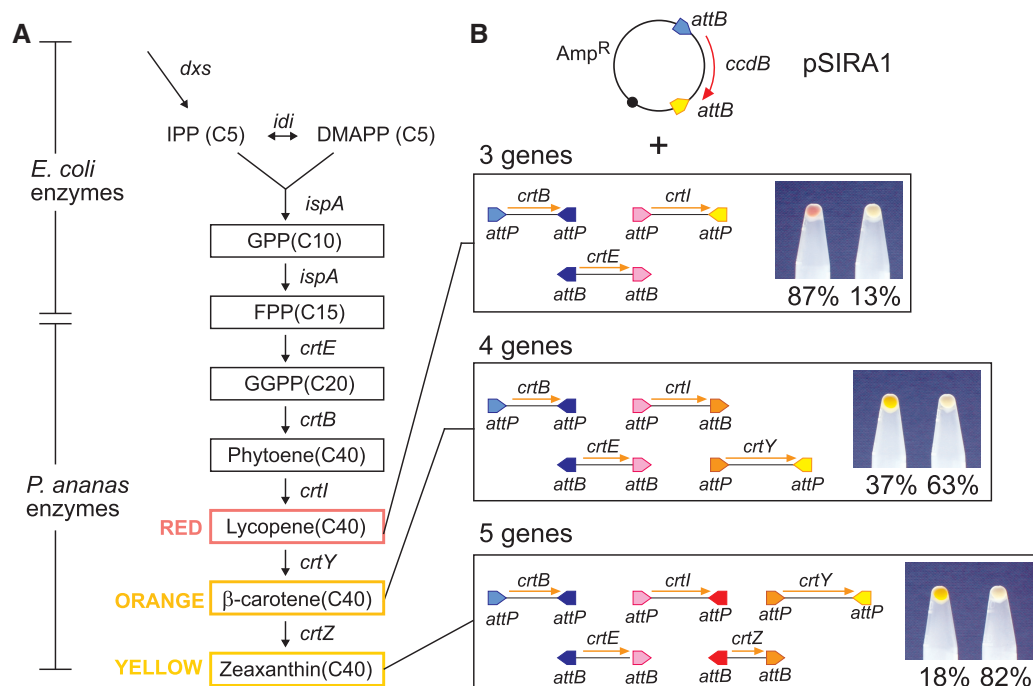 A
dxs
IPP (C5)
idi
DMAPP (C5)
E. coli
enzymes
ispA
GPP(C10)
ispA
FPP(C15)
crtE
GGPP(C20)
crtB
Phytoene(C40)
P. ananas
enzymes
crtI
RED
Lycopene(C40)
crtY
ORANGE
β-carotene(C40)
crtZ
YELLOW
Zeaxanthin(C40)
B
attB
AmpR
ccdB
pSIRA1
attB
+
3 genes
crtB
crtI
attP
attP
attP
attP
crtE
attB
attB
87% 13%
4 genes
crtB
crtI
attP
attP
attP
attB
crtE
crtY
attB
attB
attP
attP
37% 63%
5 genes
crtB
crtI
crtY
attP
attP
attP
attP
attP
attP
crtE
crtZ
attB
attB
attB
attB
18% 82%